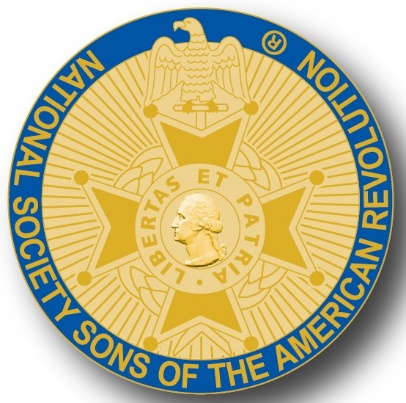 NATIONAL SOCIETY SONS OF THE AMERICAN REVOLUTION ®
LIBERTAS ET PATRIA